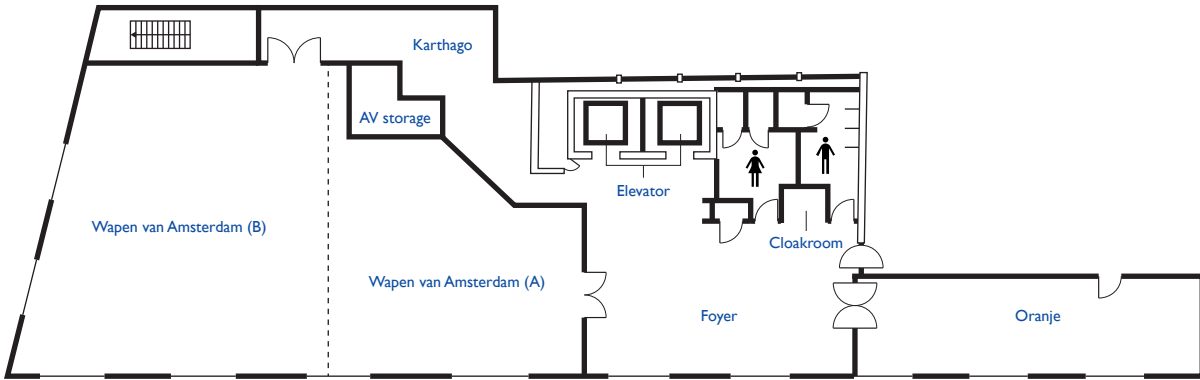 Karthago
AV storage
Elevator
Wapen van Amsterdam (B)
Cloakroom
Wapen van Amsterdam (A)
Foyer
Oranje